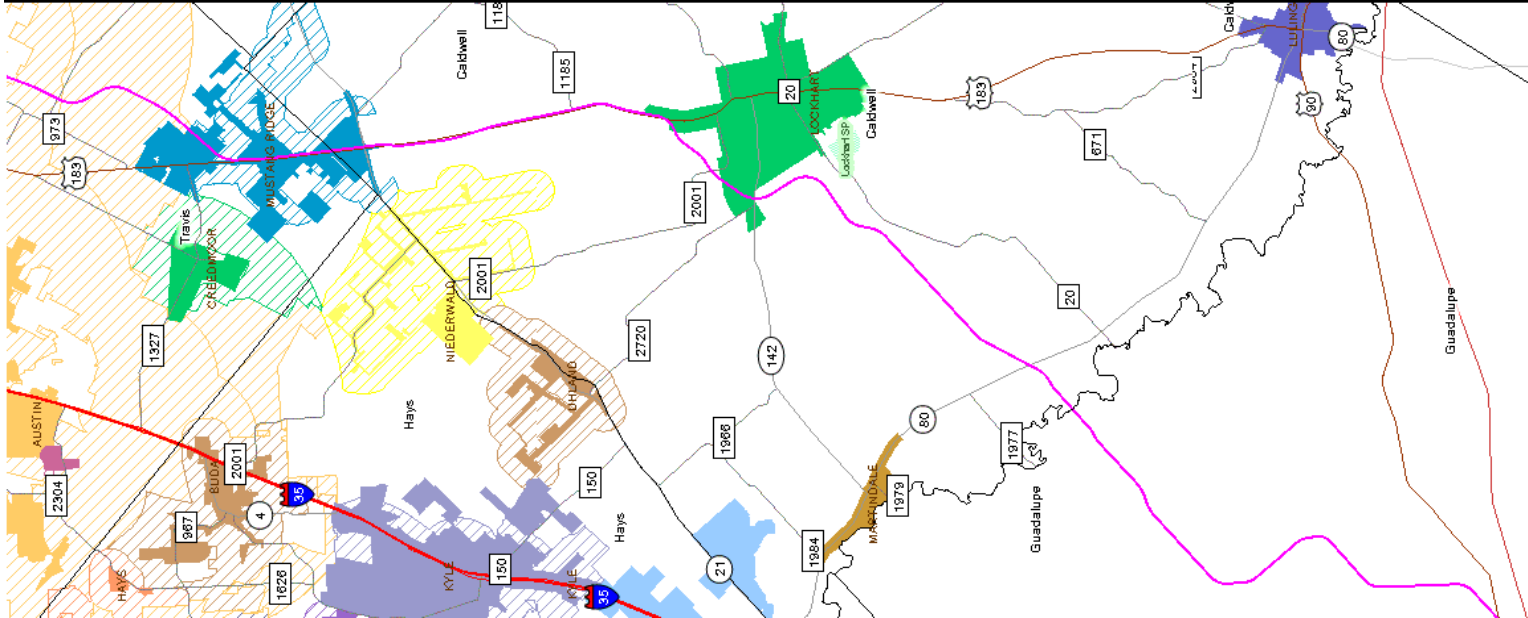 973
183
MUSTANG RIDGE
Travis
CREEDMOOR
1327
AUSTIN
2304
BUDA
2001
967
4
35
HAYS
1626
Caldwell
1185
NIEDERWALD
2001
Hays
UHLAND
2720
KYLE
150
KYLE
35
150
Hays
21
LOCKHART
20
Lockhart SP
Caldwell
2001
142
1966
1984
MARTINDALE
1979
80
1977
Guadalupe
183
671
20
LULING
80
90
Guadalupe